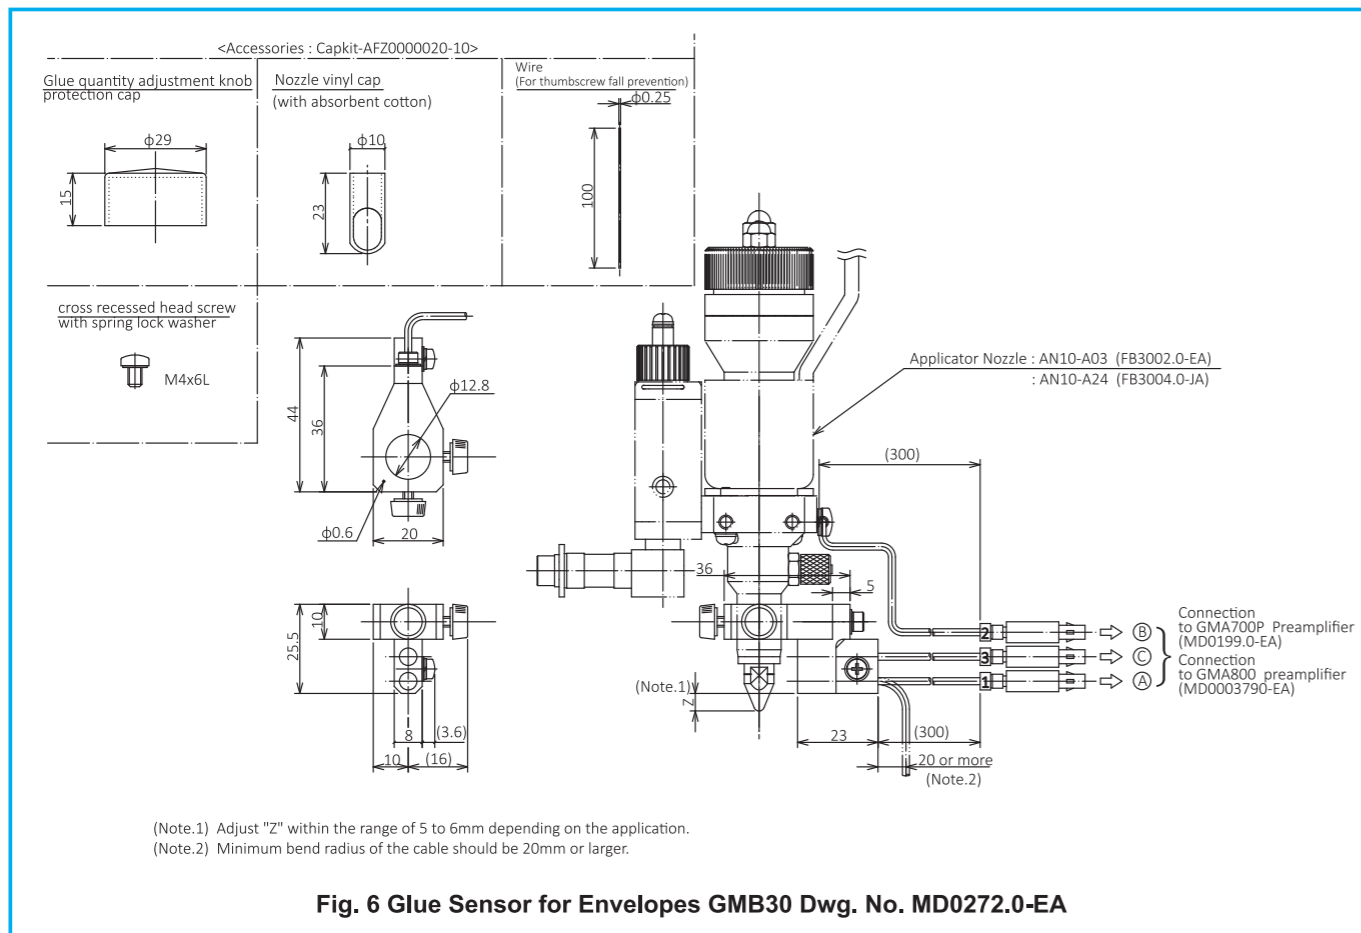 <Accessories : Capkit-AFZ0000020-10>
Glue quantity adjustment knob
protection cap
ϕ29
15
Nozzle vinyl cap
(with absorbent cotton)
ϕ10
23
Wire
(For thumbscrew fall prevention)
ϕ0.25
100
cross recessed head screw
with spring lock washer
M4x6L
44
36
ϕ12.8
ϕ0.6
20
25.5
10
8
(3.6)
10
(16)
Applicator Nozzle : AN10-A03 (FB3002.0-EA)
: AN10-A24 (FB3004.0-JA)
(300)
36
5
(Note.1)
Z
23
(300)
20 or more
(Note.2)
2
3
1
B
C
A
Connection
to GMA700P Preamplifier
(MD0199.0-EA)
Connection
to GMA800 preamplifier
(MD0003790-EA)
(Note.1) Adjust "Z" within the range of 5 to 6mm depending on the application.
(Note.2) Minimum bend radius of the cable should be 20mm or larger.
Fig. 6 Glue Sensor for Envelopes GMB30 Dwg. No. MD0272.0-EA